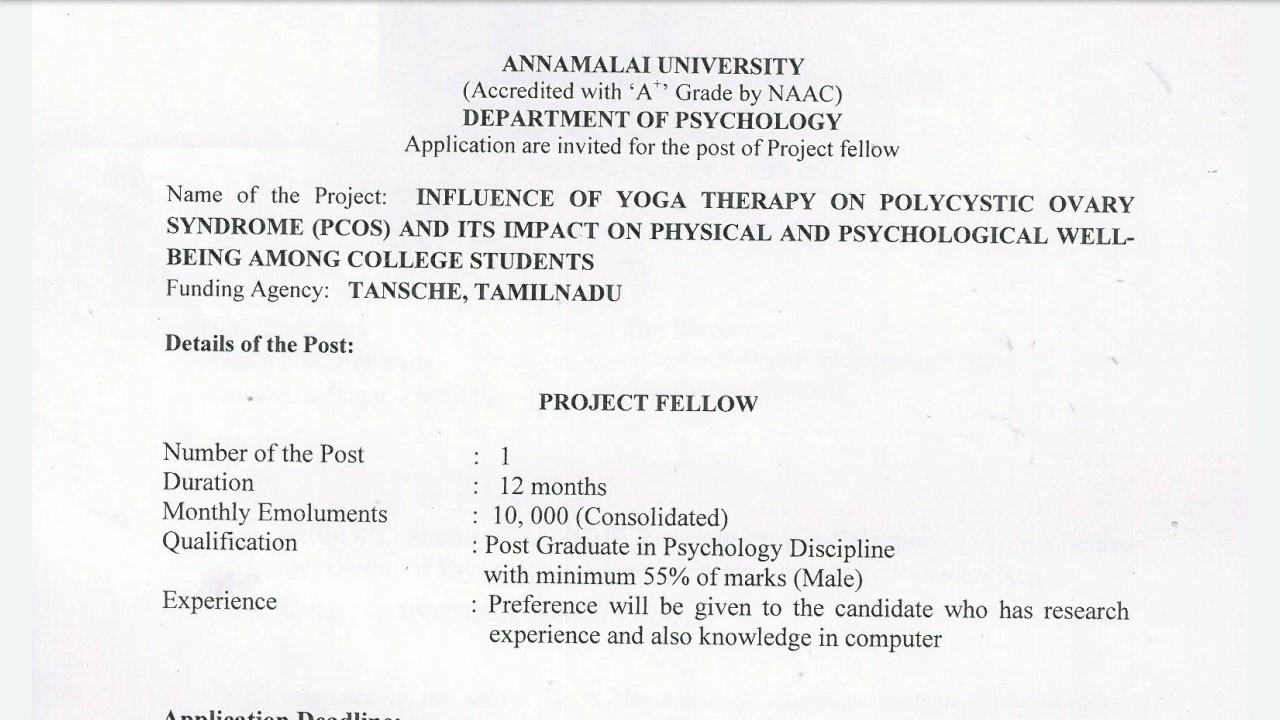 ANNAMALAI UNIVERSITY
(Accredited with ‘A+’ Grade by NAAC)
DEPARTMENT OF PSYCHOLOGY
Application are invited for the post of Project fellow
Name of the Project: INFLUENCE OF YOGA THERAPY ON POLYCYSTIC OVARY
SYNDROME (PCOS) AND ITS IMPACT ON PHYSICAL AND PSYCHOLOGICAL WELL-
BEING AMONG COLLEGE STUDENTS
Funding Agency: TANSCHE, TAMILNADU
Details of the Post:
PROJECT FELLOW
Number of the Post : 1
Duration : 12 months
Monthly Emoluments : 10, 000 (Consolidated)
Qualification : Post Graduate in Psychology Discipline
with minimum 55% of marks (Male)
Experience : Preference will be given to the candidate who has research
experience and also knowledge in computer
Application Deadline: